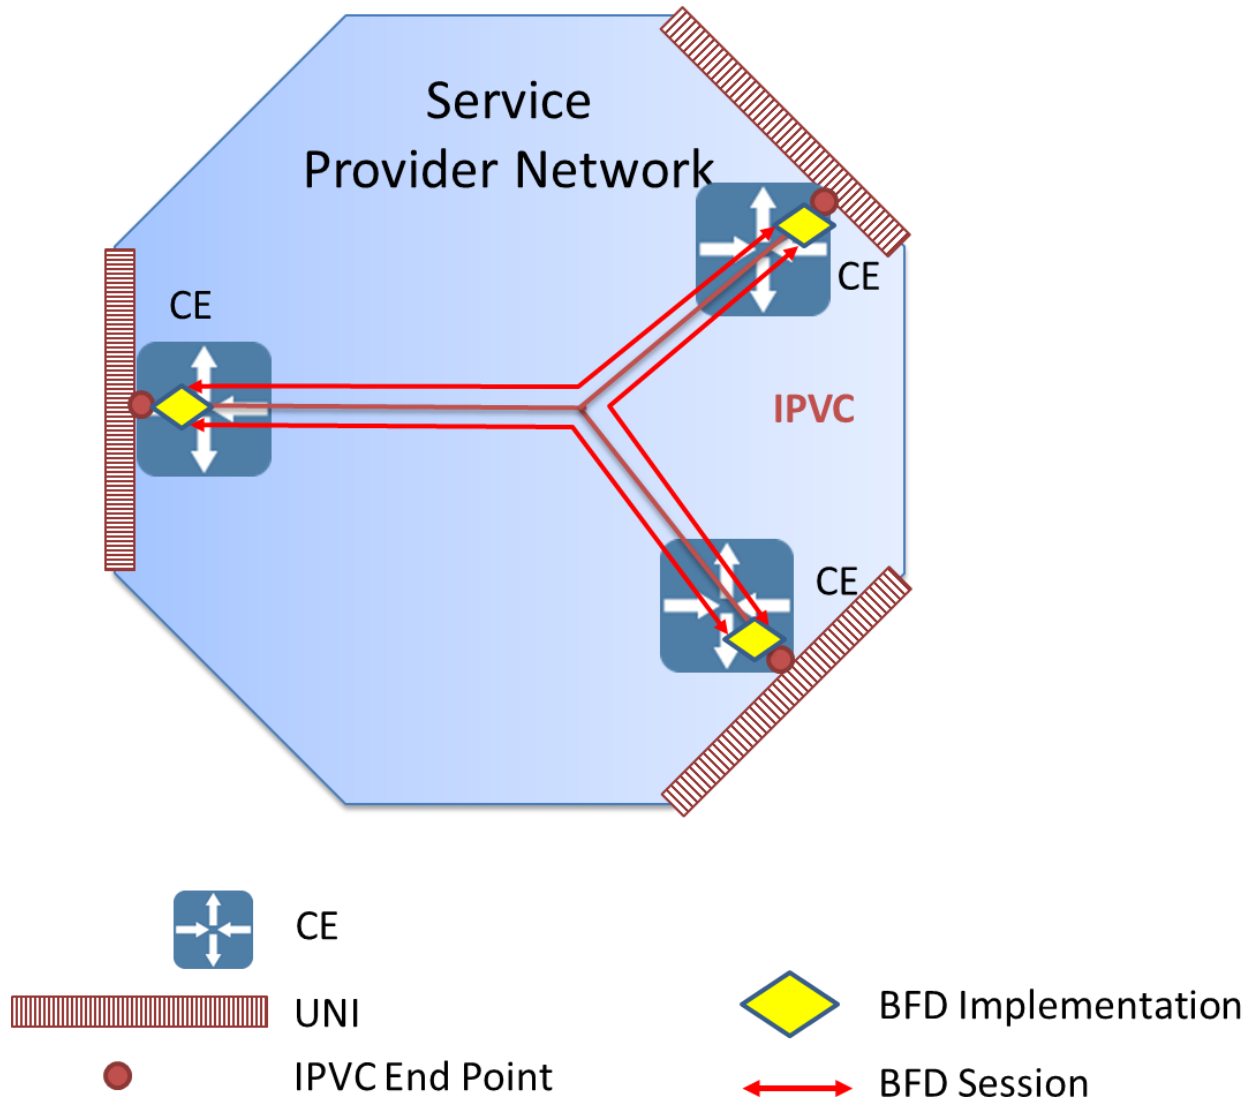 Service
Provider Network
CE
CE
IPVC
CE
CE
UNI
IPVC End Point
BFD Implementation
BFD Session